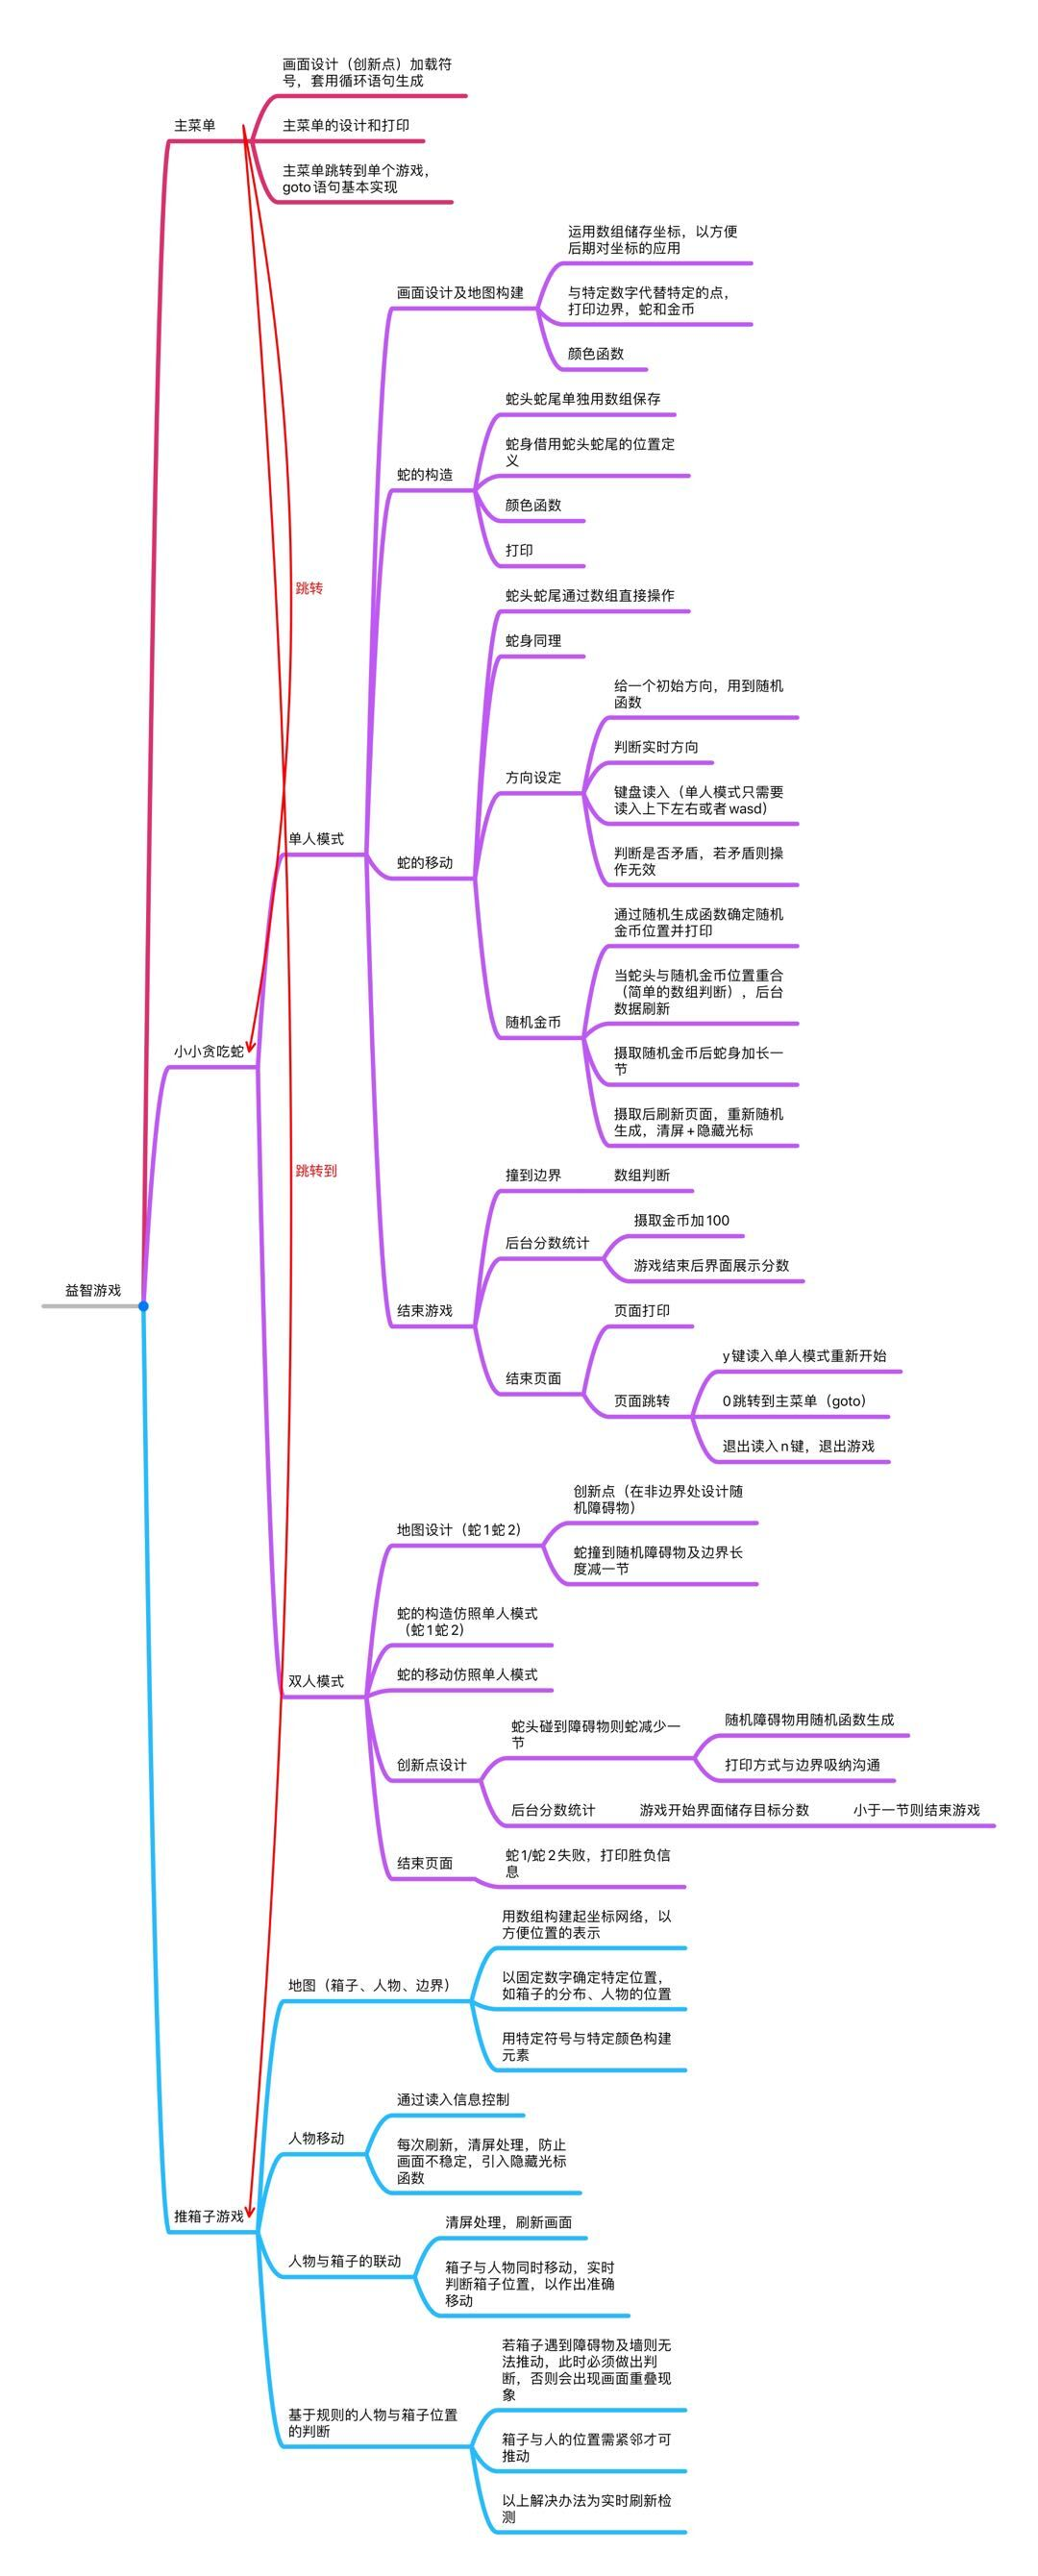 画面设计（创新点）加载符
号，套用循环语句生成
主菜单
主菜单的设计和打印
主菜单跳转到单个游戏，
goto语句基本实现
运用数组储存坐标，以方便
后期对坐标的应用
画面设计及地图构建
与特定数字代替特定的点，
打印边界，蛇和金币
颜色函数
蛇头蛇尾单独用数组保存
蛇身借用蛇头蛇尾的位置定
义
蛇的构造
颜色函数
打印
跳转
蛇头蛇尾通过数组直接操作
蛇身同理
给一个初始方向，用到随机
函数
判断实时方向
方向设定
键盘读入（单人模式只需要
读入上下左右或者wasd）
单人模式
蛇的移动
判断是否矛盾，若矛盾则操
作无效
通过随机生成函数确定随机
金币位置并打印
当蛇头与随机金币位置重合
（简单的数组判断），后台
数据刷新
随机金币
小小贪吃蛇
摄取随机金币后蛇身加长一
节
摄取后刷新页面，重新随机
生成，清屏+隐藏光标
跳转到
撞到边界
数组判断
摄取金币加100
后台分数统计
游戏结束后界面展示分数
益智游戏
结束游戏
页面打印
y键读入单人模式重新开始
结束页面
页面跳转
0跳转到主菜单（goto）
退出读入n键，退出游戏
创新点（在非边界处设计随
机障碍物）
地图设计（蛇1蛇2）
蛇撞到随机障碍物及边界长
度减一节
蛇的构造仿照单人模式
（蛇1蛇2）
双人模式
蛇的移动仿照单人模式
蛇头碰到障碍物则蛇减少一
节
随机障碍物用随机函数生成
创新点设计
打印方式与边界吸纳沟通
后台分数统计
游戏开始界面储存目标分数
小于一节则结束游戏
结束页面
蛇1/蛇2失败，打印胜负信
息
用数组构建起坐标网络，以
方便位置的表示
地图（箱子、人物、边界）
以固定数字确定特定位置，
如箱子的分布、人物的位置
用特定符号与特定颜色构建
元素
通过读入信息控制
人物移动
每次刷新，清屏处理，防止
画面不稳定，引入隐藏光标
函数
推箱子游戏
清屏处理，刷新画面
人物与箱子的联动
箱子与人物同时移动，实时
判断箱子位置，以作出准确
移动
若箱子遇到障碍物及墙则无
法推动，此时必须做出判
断，否则会出现画面重叠现
象
基于规则的人物与箱子位置
的判断
箱子与人的位置需紧邻才可
推动
以上解决办法为实时刷新检
测